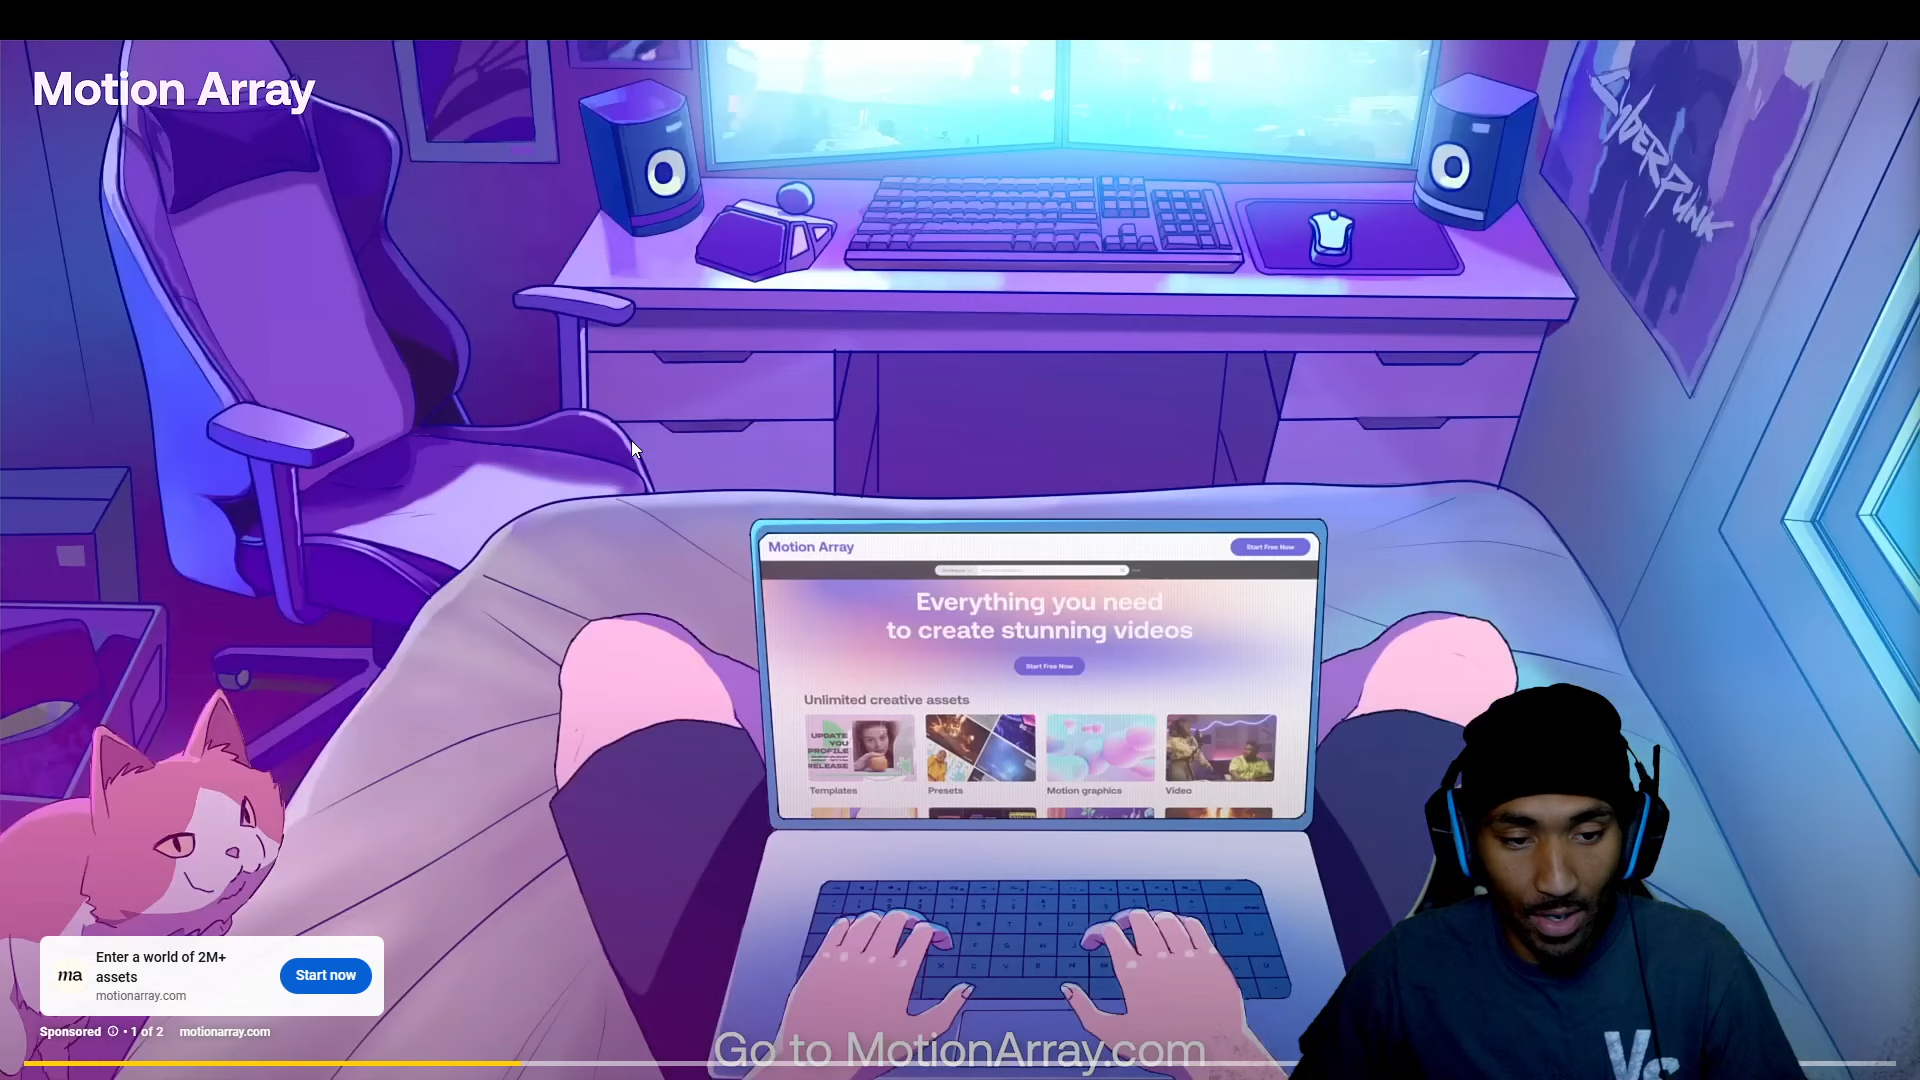 Motion Array
CYBERPUNK
Motion Array
Start Free Now
Everything you need
to create stunning videos
Start Free Now
Unlimited creative assets
UPDATE
YOU
PROFILE
RELEASE
Templates
Presets
Motion graphics
Video
Enter a world of 2M+
assets
ma
motionarray.com
Start now
Sponsored • 1 of 2 motionarray.com
Go to MotionArray.com
Vs